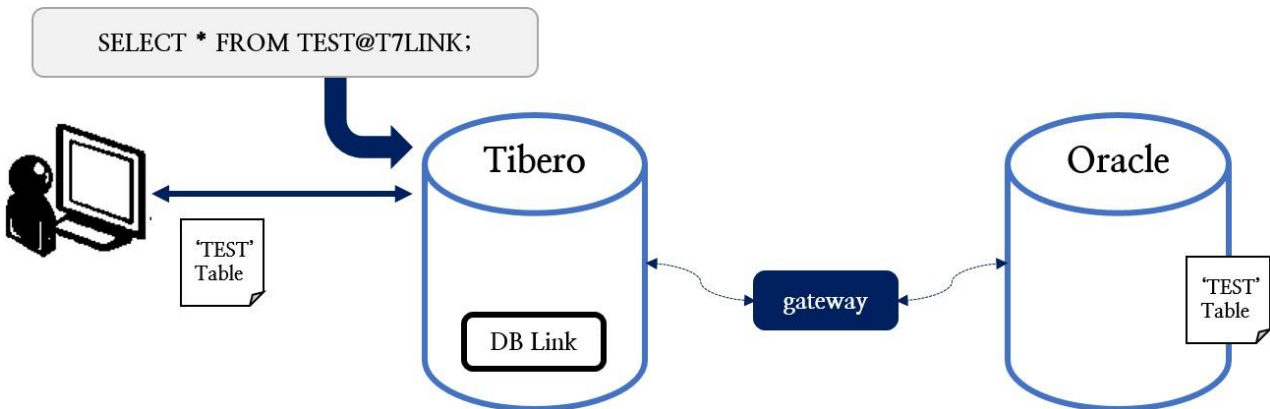 SELECT * FROM TEST@T7LINK;
Tibero
Oracle
'TEST'
Table
gateway
'TEST'
Table
DB Link